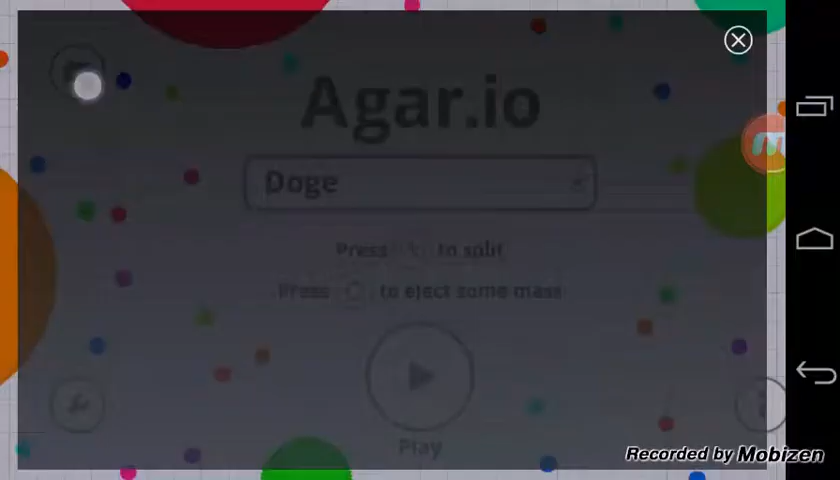 Agar.io
Doge
Press to split
Press to eject some mass
Play
Recorded by Mobizen